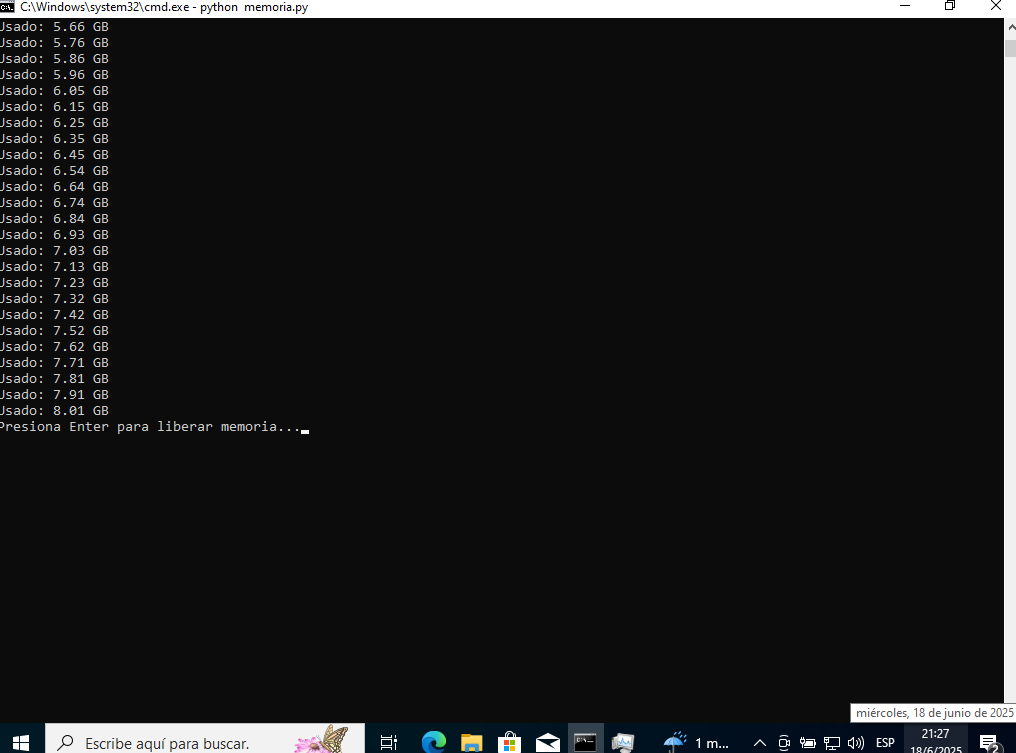 C:\Windows\system32\cmd.exe - python memoria.py
Usado: 5.66 GB
Usado: 5.76 GB
Usado: 5.86 GB
Usado: 5.96 GB
Usado: 6.05 GB
Usado: 6.15 GB
Usado: 6.25 GB
Usado: 6.35 GB
Usado: 6.45 GB
Usado: 6.54 GB
Usado: 6.64 GB
Usado: 6.74 GB
Usado: 6.84 GB
Usado: 6.93 GB
Usado: 7.03 GB
Usado: 7.13 GB
Usado: 7.23 GB
Usado: 7.32 GB
Usado: 7.42 GB
Usado: 7.52 GB
Usado: 7.62 GB
Usado: 7.71 GB
Usado: 7.81 GB
Usado: 7.91 GB
Usado: 8.01 GB
Presiona Enter para liberar memoria...
miércoles, 18 de junio de 2025
Escribe aquí para buscar.
1 m...
ESP
21:27
18/6/2025
2